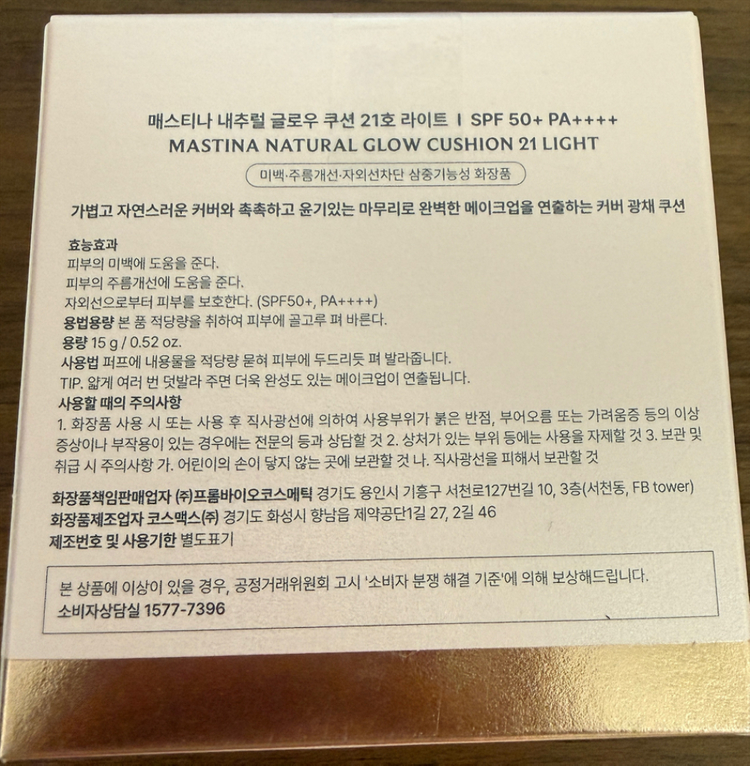 매스티나 내추럴 글로우 쿠션 21호 라이트 I SPF 50+ PA++++
MASTINA NATURAL GLOW CUSHION 21 LIGHT
미백·주름개선·자외선차단 삼중기능성 화장품
가볍고 자연스러운 커버와 촉촉하고 윤기있는 마무리로 완벽한 메이크업을 연출하는 커버 광채 쿠션
효능효과
피부의 미백에 도움을 준다.
피부의 주름개선에 도움을 준다.
자외선으로부터 피부를 보호한다. (SPF50+, PA++++)
용법용량 본 품 적당량을 취하여 피부에 골고루 펴 바른다.
용량 15 g / 0.52 oz.
사용법 퍼프에 내용물을 적당량 묻혀 피부에 두드리듯 펴 발라줍니다.
TIP. 얇게 여러 번 덧발라 주면 더욱 완성도 있는 메이크업이 연출됩니다.
사용할 때의 주의사항
1. 화장품 사용 시 또는 사용 후 직사광선에 의하여 사용부위가 붉은 반점, 부어오름 또는 가려움증 등의 이상
증상이나 부작용이 있는 경우에는 전문의 등과 상담할 것 2. 상처가 있는 부위 등에는 사용을 자제할 것 3. 보관 및
취급 시 주의사항 가. 어린이의 손이 닿지 않는 곳에 보관할 것 나. 직사광선을 피해서 보관할 것
화장품책임판매업자 (주)프롬바이오코스메틱 경기도 용인시 기흥구 서천로127번길 10, 3층(서천동, FB tower)
화장품제조업자 코스맥스(주) 경기도 화성시 향남읍 제약공단1길 27, 2길 46
제조번호 및 사용기한 별도표기
본 상품에 이상이 있을 경우, 공정거래위원회 고시 '소비자 분쟁 해결 기준'에 의해 보상해드립니다.
소비자상담실 1577-7396